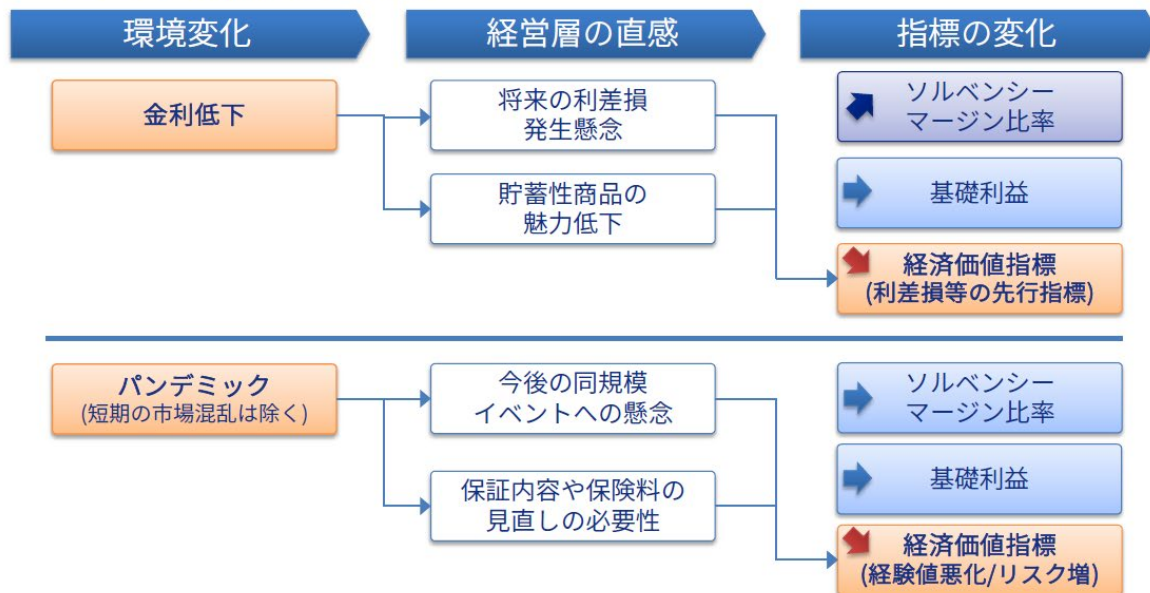 環境変化
経営層の直感
指標の変化
金利低下
将来の利差損
発生懸念
貯蓄性商品の
魅力低下
ソルベンシー
マージン比率
基礎利益
経済価値指標
(利差損等の先行指標)
パンデミック
(短期の市場混乱は除く)
今後の同規模
イベントへの懸念
保証内容や保険料の
見直しの必要性
ソルベンシー
マージン比率
基礎利益
経済価値指標
(経験値悪化/リスク増)